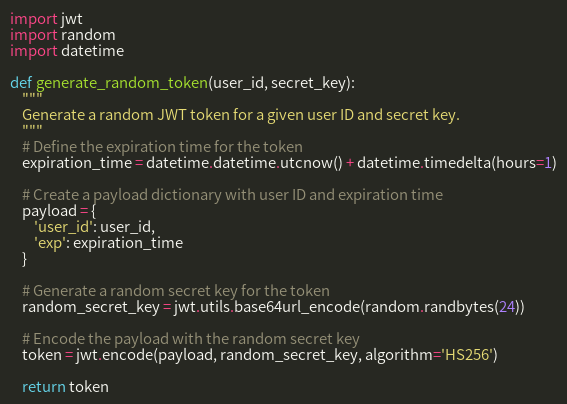 import jwt
import random
import datetime
def generate_random_token(user_id, secret_key):
"""
Generate a random JWT token for a given user ID and secret key.
"""
# Define the expiration time for the token
expiration_time = datetime.datetime.utcnow() + datetime.timedelta(hours=1)
# Create a payload dictionary with user ID and expiration time
payload = {
'user_id': user_id,
'exp': expiration_time
}
# Generate a random secret key for the token
random_secret_key = jwt.utils.base64url_encode(random.randbytes(24))
# Encode the payload with the random secret key
token = jwt.encode(payload, random_secret_key, algorithm='HS256')
return token